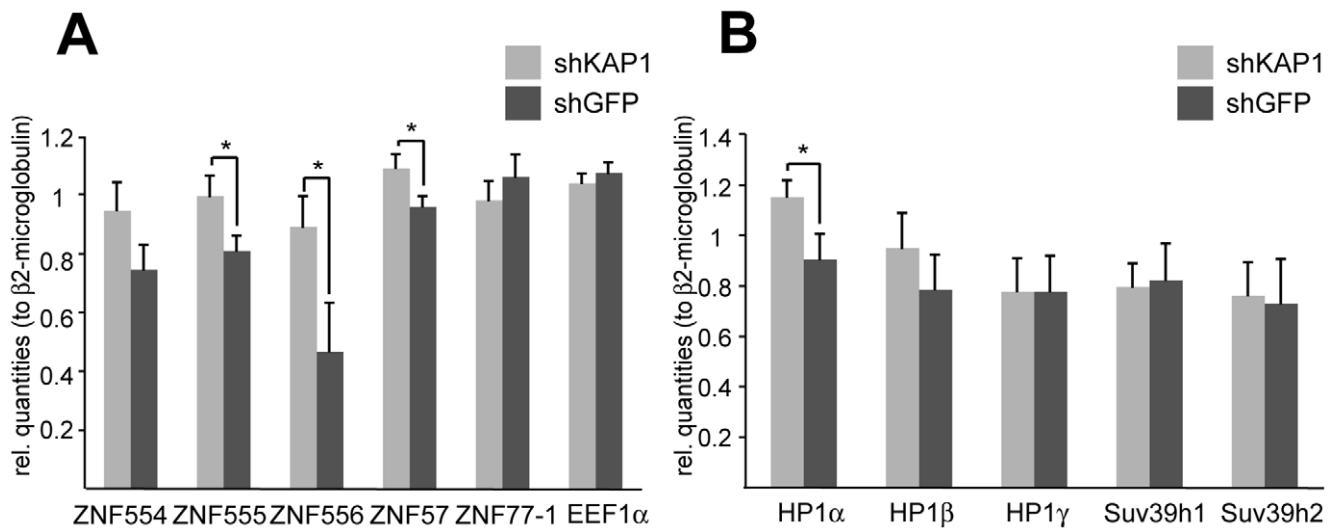 A
shKAP1
shGFP
rel. quantities (to β2-microglobulin)
1.2
1
0.8
0.6
0.4
0.2
*
*
*
ZNF554 ZNF555 ZNF556 ZNF57 ZNF77-1 EEF1α
B
shKAP1
shGFP
rel. quantities (to β2-microglobulin)
1.4
1.2
1
0.8
0.6
0.4
0.2
*
HP1α HP1β HP1γ Suv39h1 Suv39h2